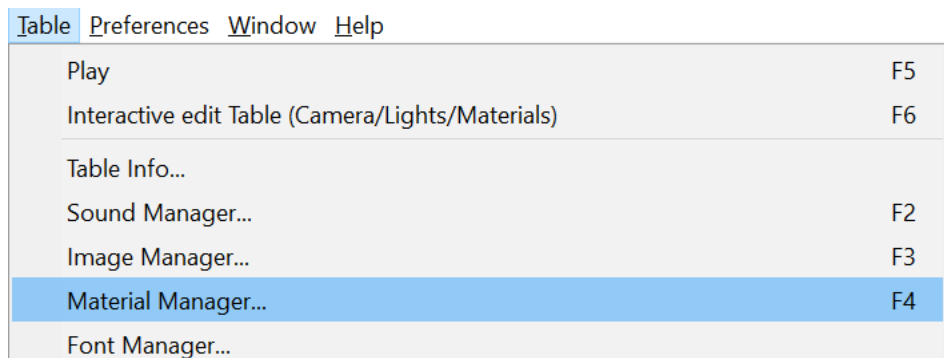 Table Preferences Window Help
Play F5
Interactive edit Table (Camera/Lights/Materials) F6
Table Info...
Sound Manager... F2
Image Manager... F3
Material Manager... F4
Font Manager...